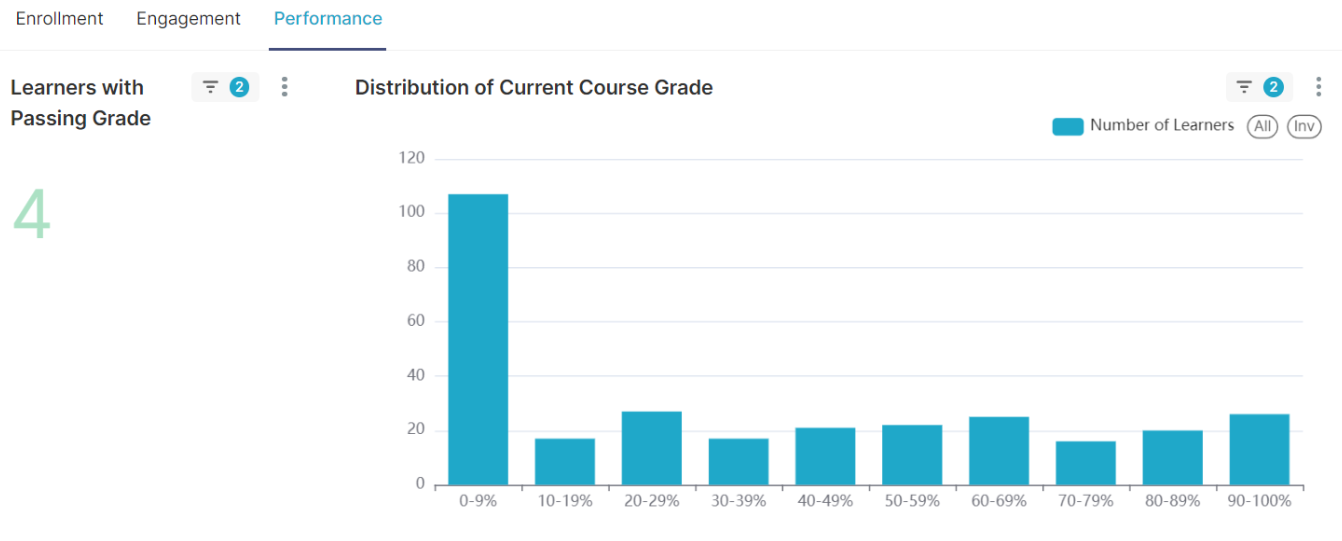 Enrollment Engagement Performance
Learners with
Passing Grade
2
4
Distribution of Current Course Grade
2
Number of Learners All Inv
120
100
80
60
40
20
0
0-9% 10-19% 20-29% 30-39% 40-49% 50-59% 60-69% 70-79% 80-89% 90-100%